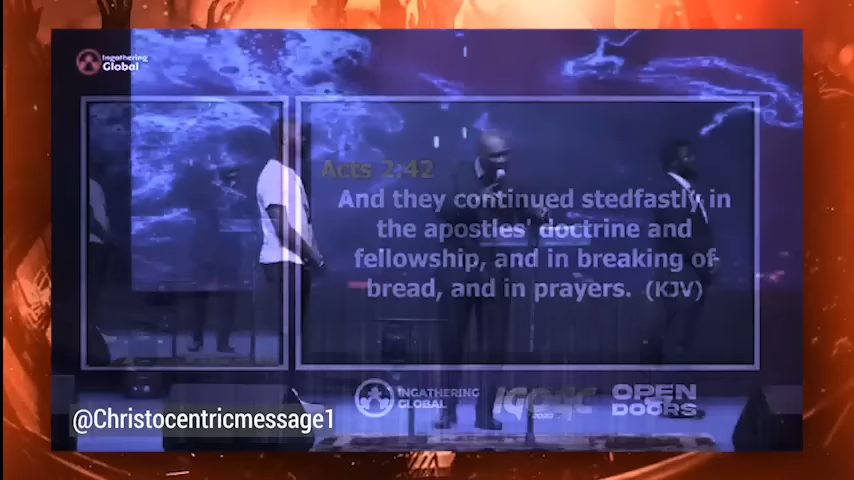 Ingathering
Global
Acts 2:42
And they continued stedfastly in
the apostles' doctrine and
fellowship, and in breaking of
bread, and in prayers. (KJV)
INGATHERING
GLOBAL
OPEN
DOORS
@Christocentricmessage1